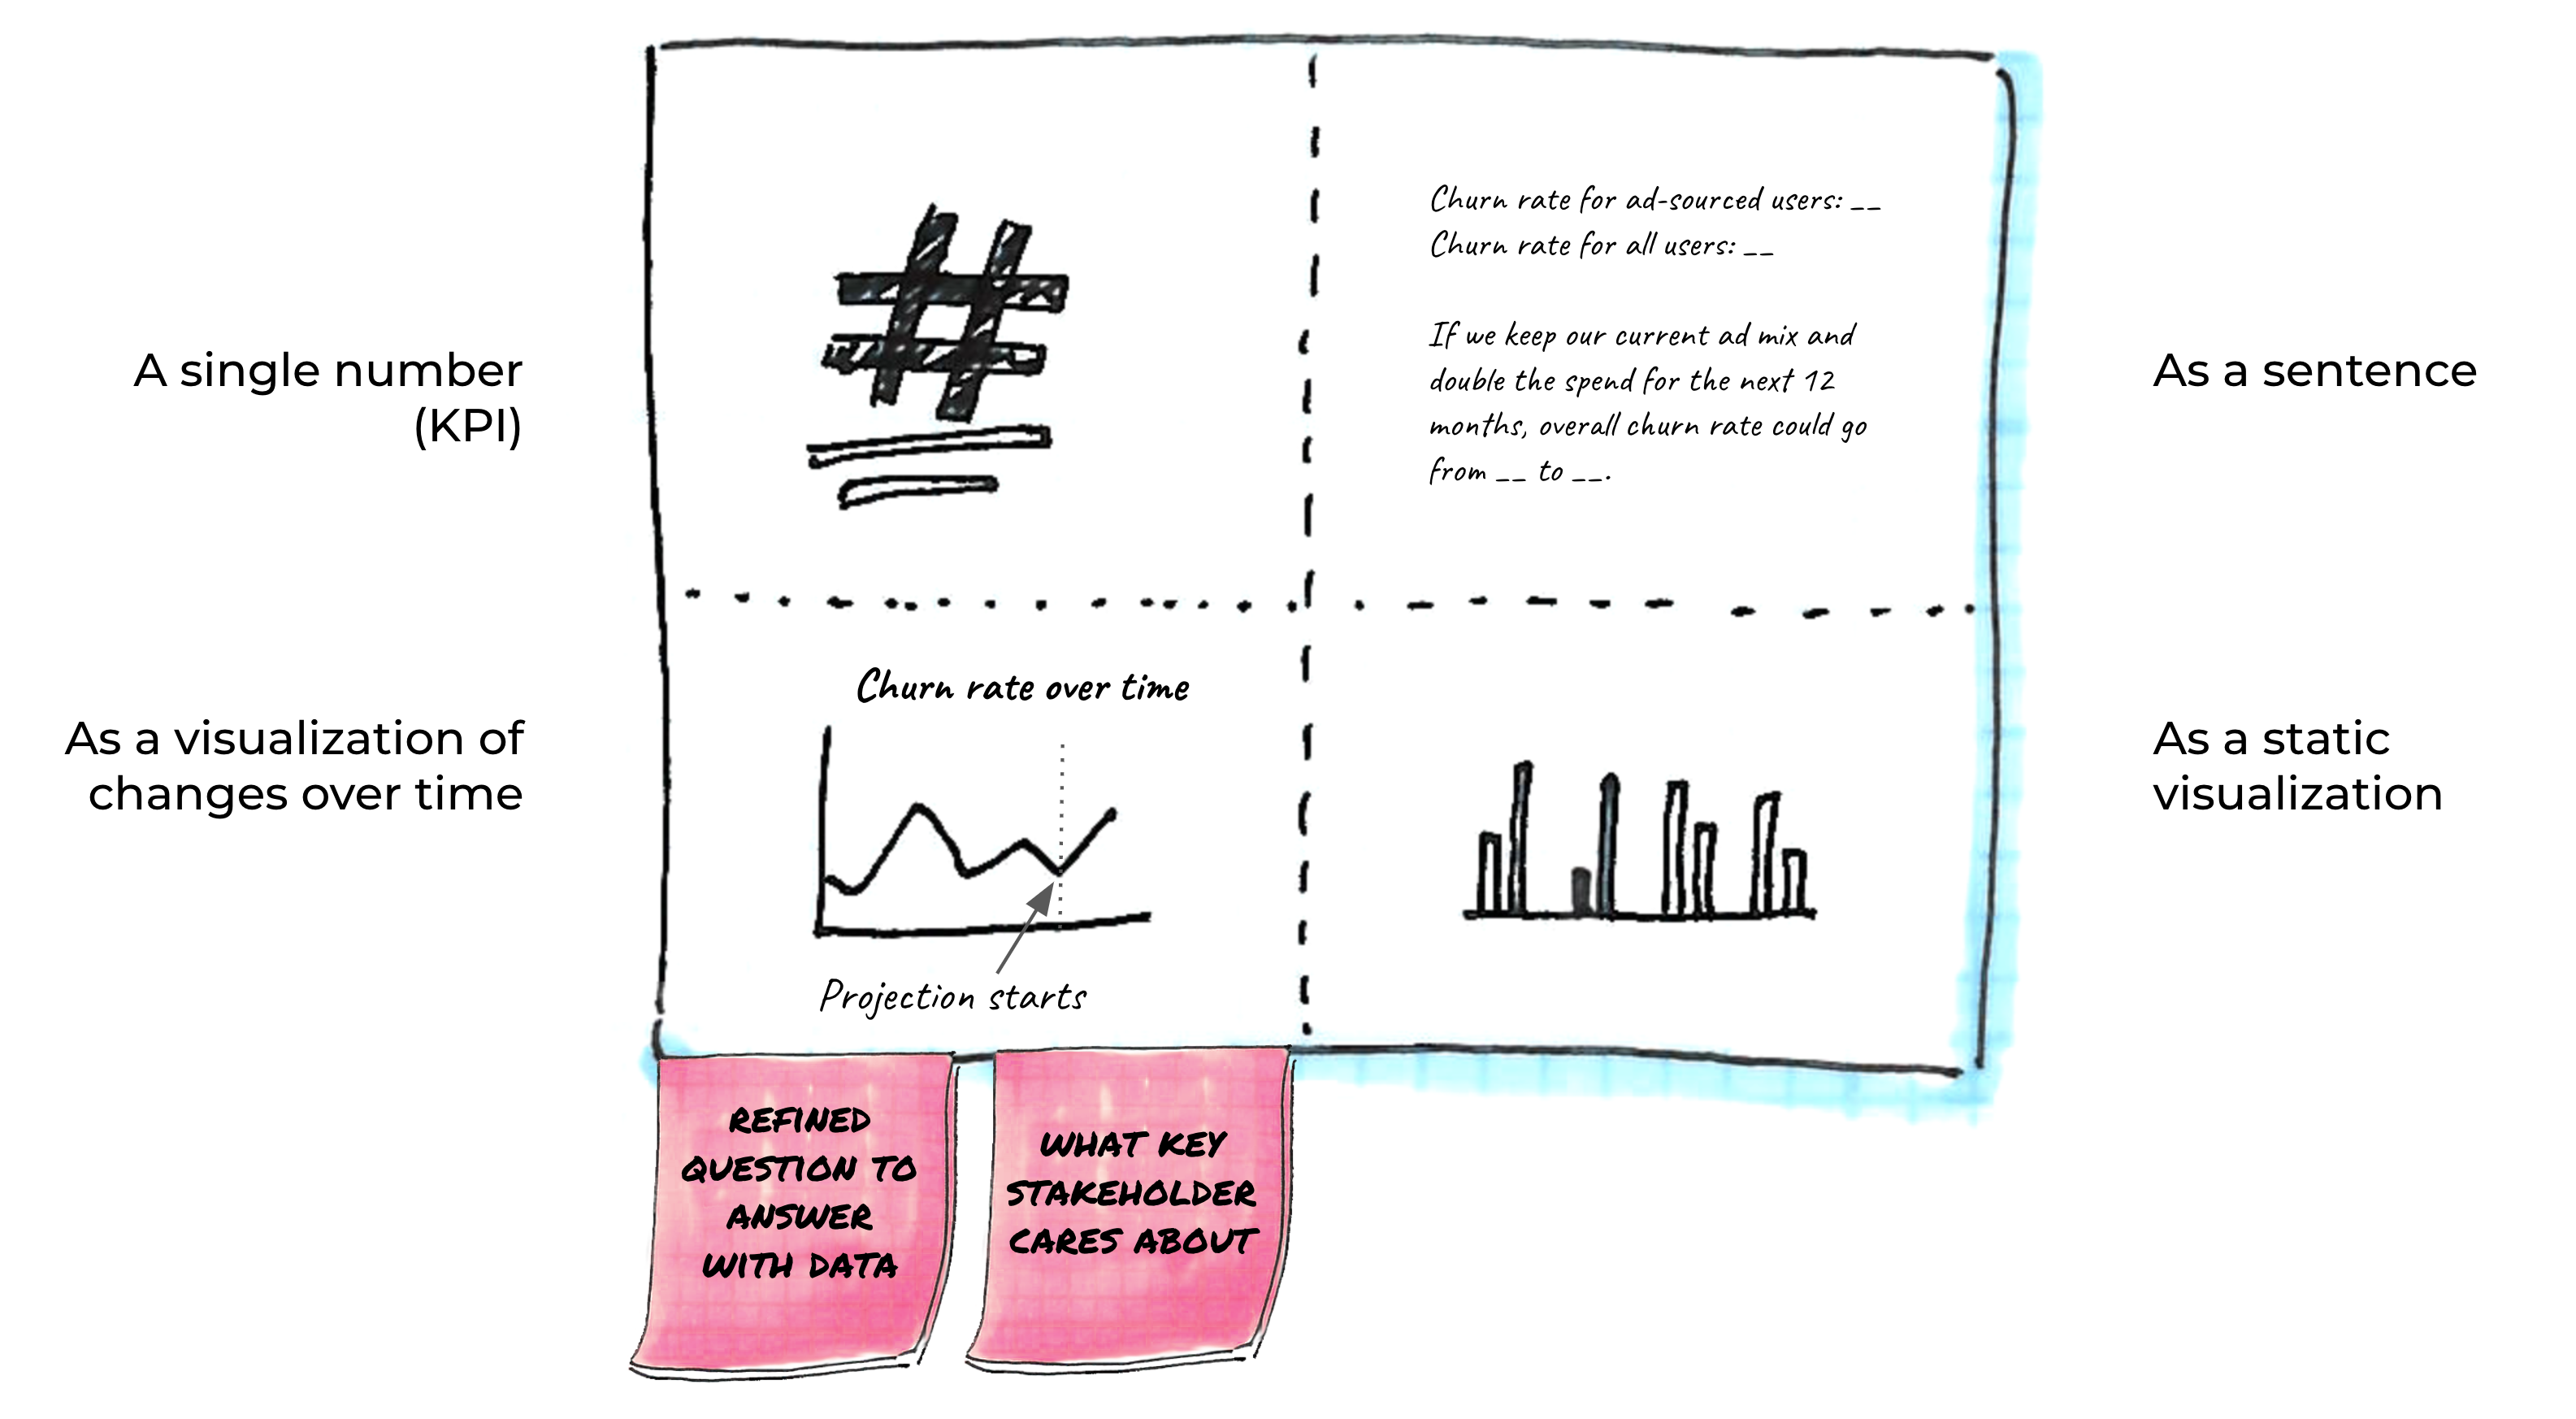 A single number
(KPI)
Churn rate for ad-sourced users: __
Churn rate for all users: __
If we keep our current ad mix and
double the spend for the next 12
months, overall churn rate could go
from __ to __.
As a sentence
As a visualization of
changes over time
Churn rate over time
Projection starts
As a static
visualization
REFINED
QUESTION TO
ANSWER
WITH DATA
WHAT KEY
STAKEHOLDER
CARES ABOUT